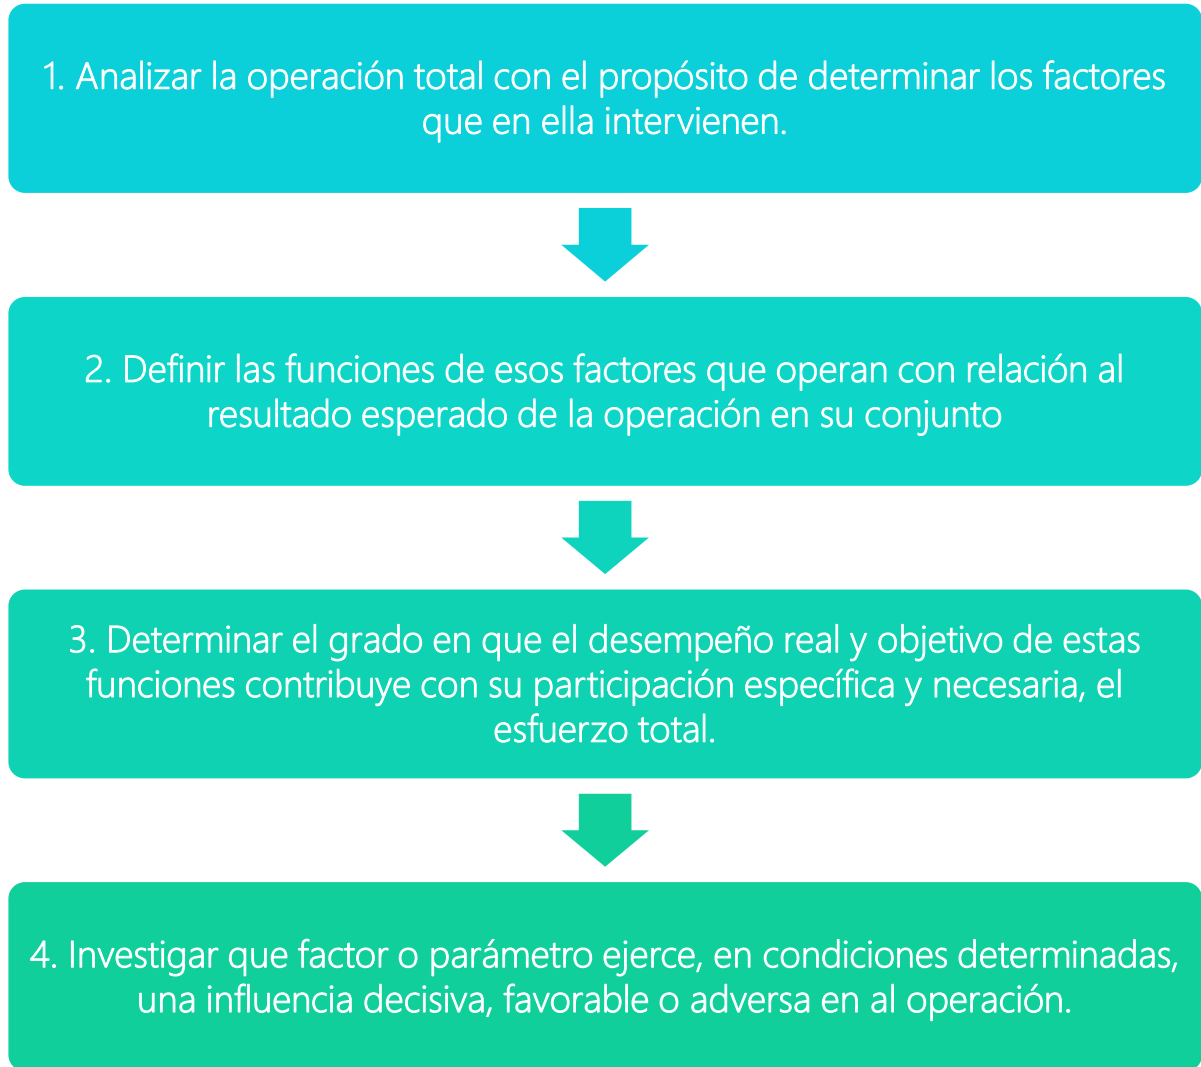 1. Analizar la operación total con el propósito de determinar los factores
que en ella intervienen.
2. Definir las funciones de esos factores que operan con relación al
resultado esperado de la operación en su conjunto
3. Determinar el grado en que el desempeño real y objetivo de estas
funciones contribuye con su participación específica y necesaria, el
esfuerzo total.
4. Investigar que factor o parámetro ejerce, en condiciones determinadas,
una influencia decisiva, favorable o adversa en al operación.